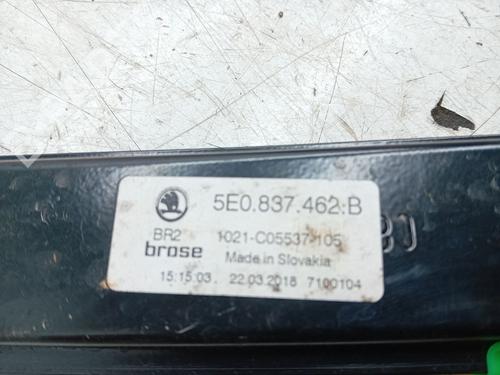 5E0.837.462.B
BR2 1021-C05537-105
brose Made in Slovakia
15:15:03 22.03.2018 7100104